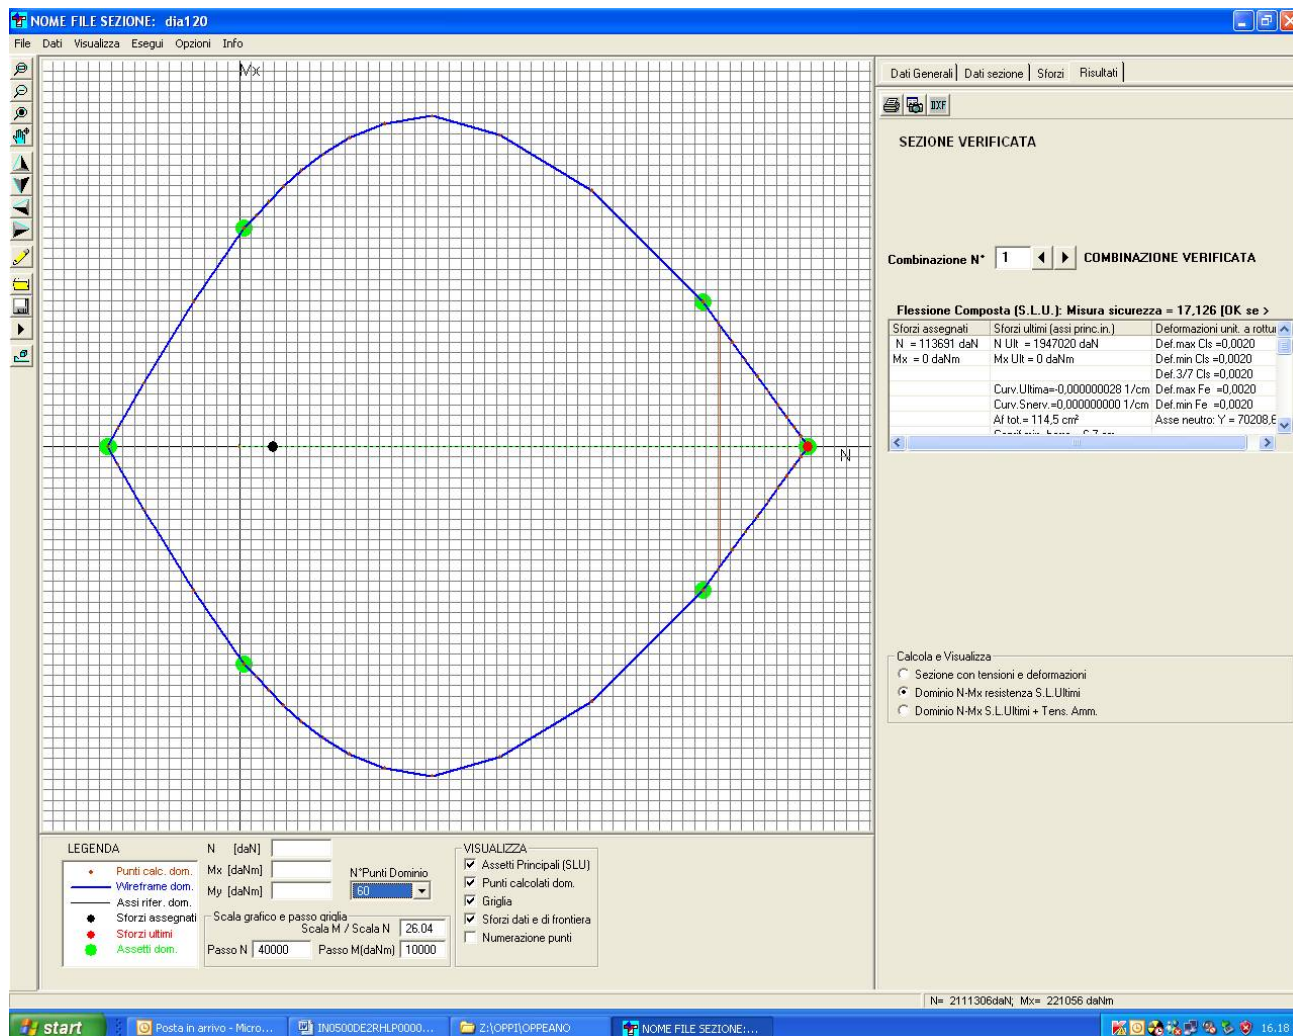 NOME FILE SEZIONE: dia120
File Dati Visualizza Esegui Opzioni Info
Mx
N
Dati Generali Dati sezione Sforzi Risultati
DXF
SEZIONE VERIFICATA
Combinazione N° 1 COMBINAZIONE VERIFICATA
Flessione Composta (S.L.U.): Misura sicurezza = 17,126 [OK se >
Sforzi assegnati Sforzi ultimi (assi princ.in.) Deformazioni unit. a rottu
N = 113691 daN N Ult = 1947020 daN Def.max Cls =0,0020
Mx = 0 daNm Mx Ult = 0 daNm Def.min Cls =0,0020
Def.3/7 Cls =0,0020
Curv.Ultima=-0,000000028 1/cm Def.max Fe =0,0020
Curv.Snerv.=0,000000000 1/cm Def.min Fe =0,0020
Af tot.= 114,5 cm² Asse neutro: Y = 70208,6
Calcola e Visualizza
Sezione con tensioni e deformazioni
Dominio N-Mx resistenza S.L.Ultimi
Dominio N-Mx S.L.Ultimi + Tens. Amm.
LEGENDA
Punti calc. dom.
Wireframe dom.
Assi rifer. dom.
Sforzi assegnati
Sforzi ultimi
Assetti dom.
N [daN]
Mx [daNm]
My [daNm]
N°Punti Dominio
60
Scala grafico e passo griglia
Scala M / Scala N 26.04
Passo N 40000 Passo M(daNm) 10000
VISUALIZZA
Assetti Principali (SLU)
Punti calcolati dom.
Griglia
Sforzi dati e di frontiera
Numerazione punti
N= 2111306daN; Mx= 221056 daNm
start Posta in arrivo - Micro... IN0500DE2RHLP0000... Z:\OPPI\OPPEANO NOME FILE SEZIONE:... 16.18